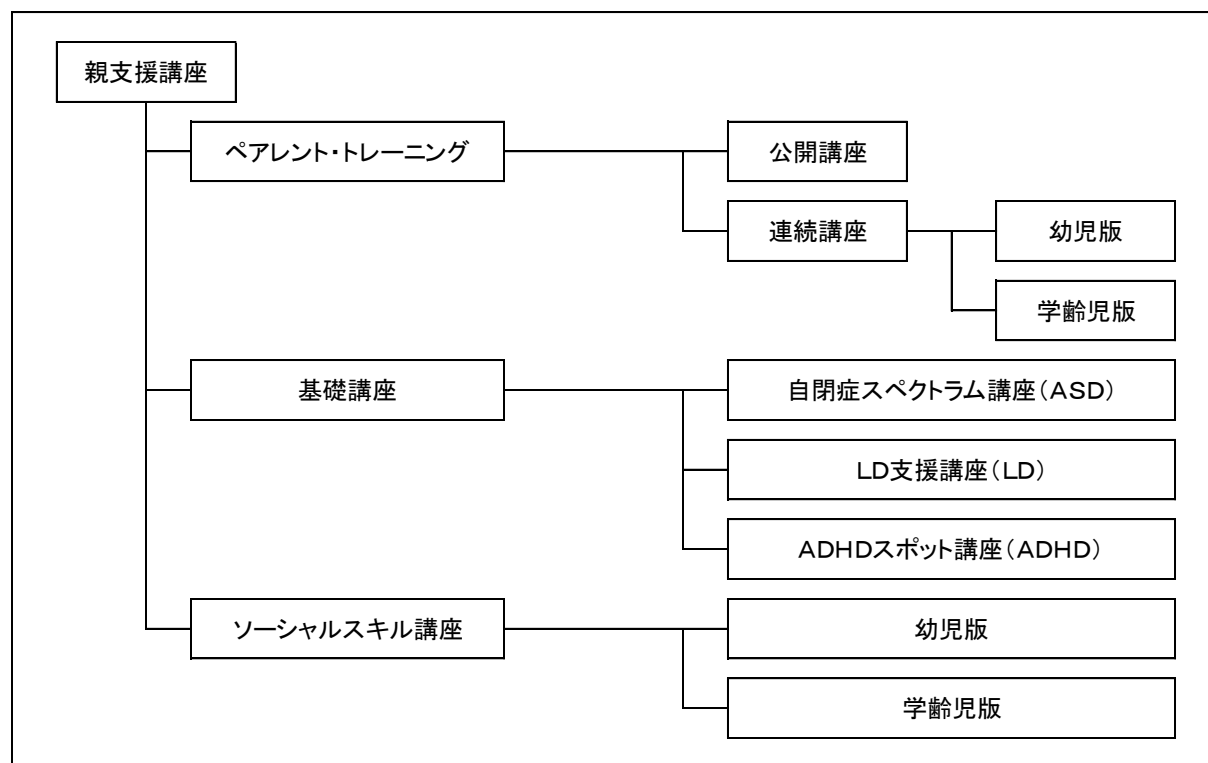 親支援講座
ペアレント・トレーニング
公開講座
連続講座
幼児版
学齢児版
基礎講座
自閉症スペクトラム講座（ASD）
LD支援講座（LD）
ADHDスポット講座（ADHD）
ソーシャルスキル講座
幼児版
学齢児版